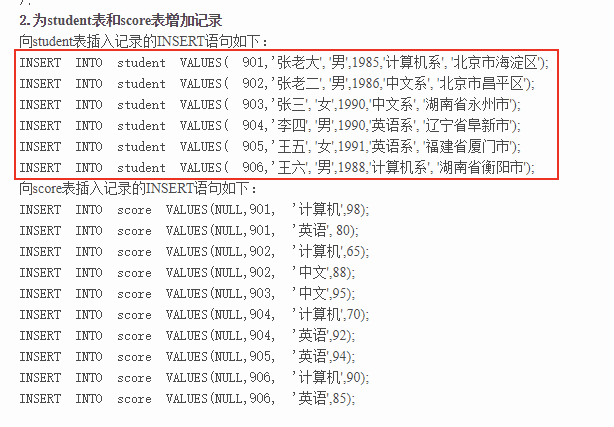 2.为student表和score表增加记录
向student表插入记录的INSERT语句如下：
INSERT INTO student VALUES( 901,'张老大', '男',1985,'计算机系', '北京市海淀区');
INSERT INTO student VALUES( 902,'张老二', '男',1986,'中文系', '北京市昌平区');
INSERT INTO student VALUES( 903,'张三', '女',1990,'中文系', '湖南省永州市');
INSERT INTO student VALUES( 904,'李四', '男',1990,'英语系', '辽宁省阜新市');
INSERT INTO student VALUES( 905,'王五', '女',1991,'英语系', '福建省厦门市');
INSERT INTO student VALUES( 906,'王六', '男',1988,'计算机系', '湖南省衡阳市');
向score表插入记录的INSERT语句如下：
INSERT INTO score VALUES(NULL,901, '计算机',98);
INSERT INTO score VALUES(NULL,901, '英语', 80);
INSERT INTO score VALUES(NULL,902, '计算机',65);
INSERT INTO score VALUES(NULL,902, '中文',88);
INSERT INTO score VALUES(NULL,903, '中文',95);
INSERT INTO score VALUES(NULL,904, '计算机',70);
INSERT INTO score VALUES(NULL,904, '英语',92);
INSERT INTO score VALUES(NULL,905, '英语',94);
INSERT INTO score VALUES(NULL,906, '计算机',90);
INSERT INTO score VALUES(NULL,906, '英语',85);